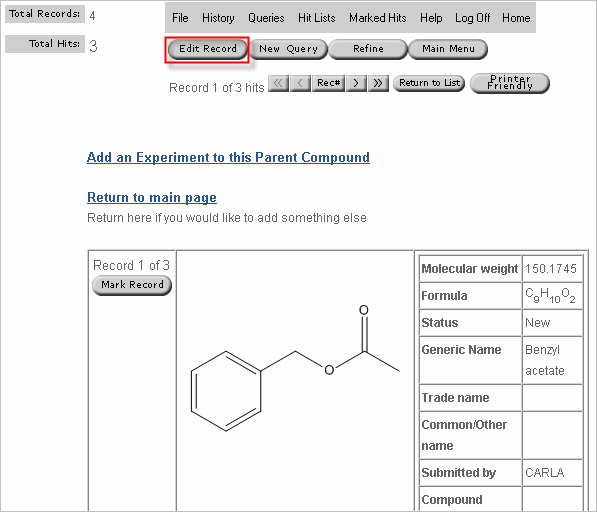 Total Records: 4
File History Queries Hit Lists Marked Hits Help Log Off Home
Total Hits: 3
Edit Record New Query Refine Main Menu
Record 1 of 3 hits Rec# Return to List Printer Friendly
Add an Experiment to this Parent Compound
Return to main page
Return here if you would like to add something else
Record 1 of 3
Mark Record
O
O
Molecular weight 150.1745
Formula C9H10O2
Status New
Generic Name Benzyl
acetate
Trade name
Common/Other
name
Submitted by CARLA
Compound